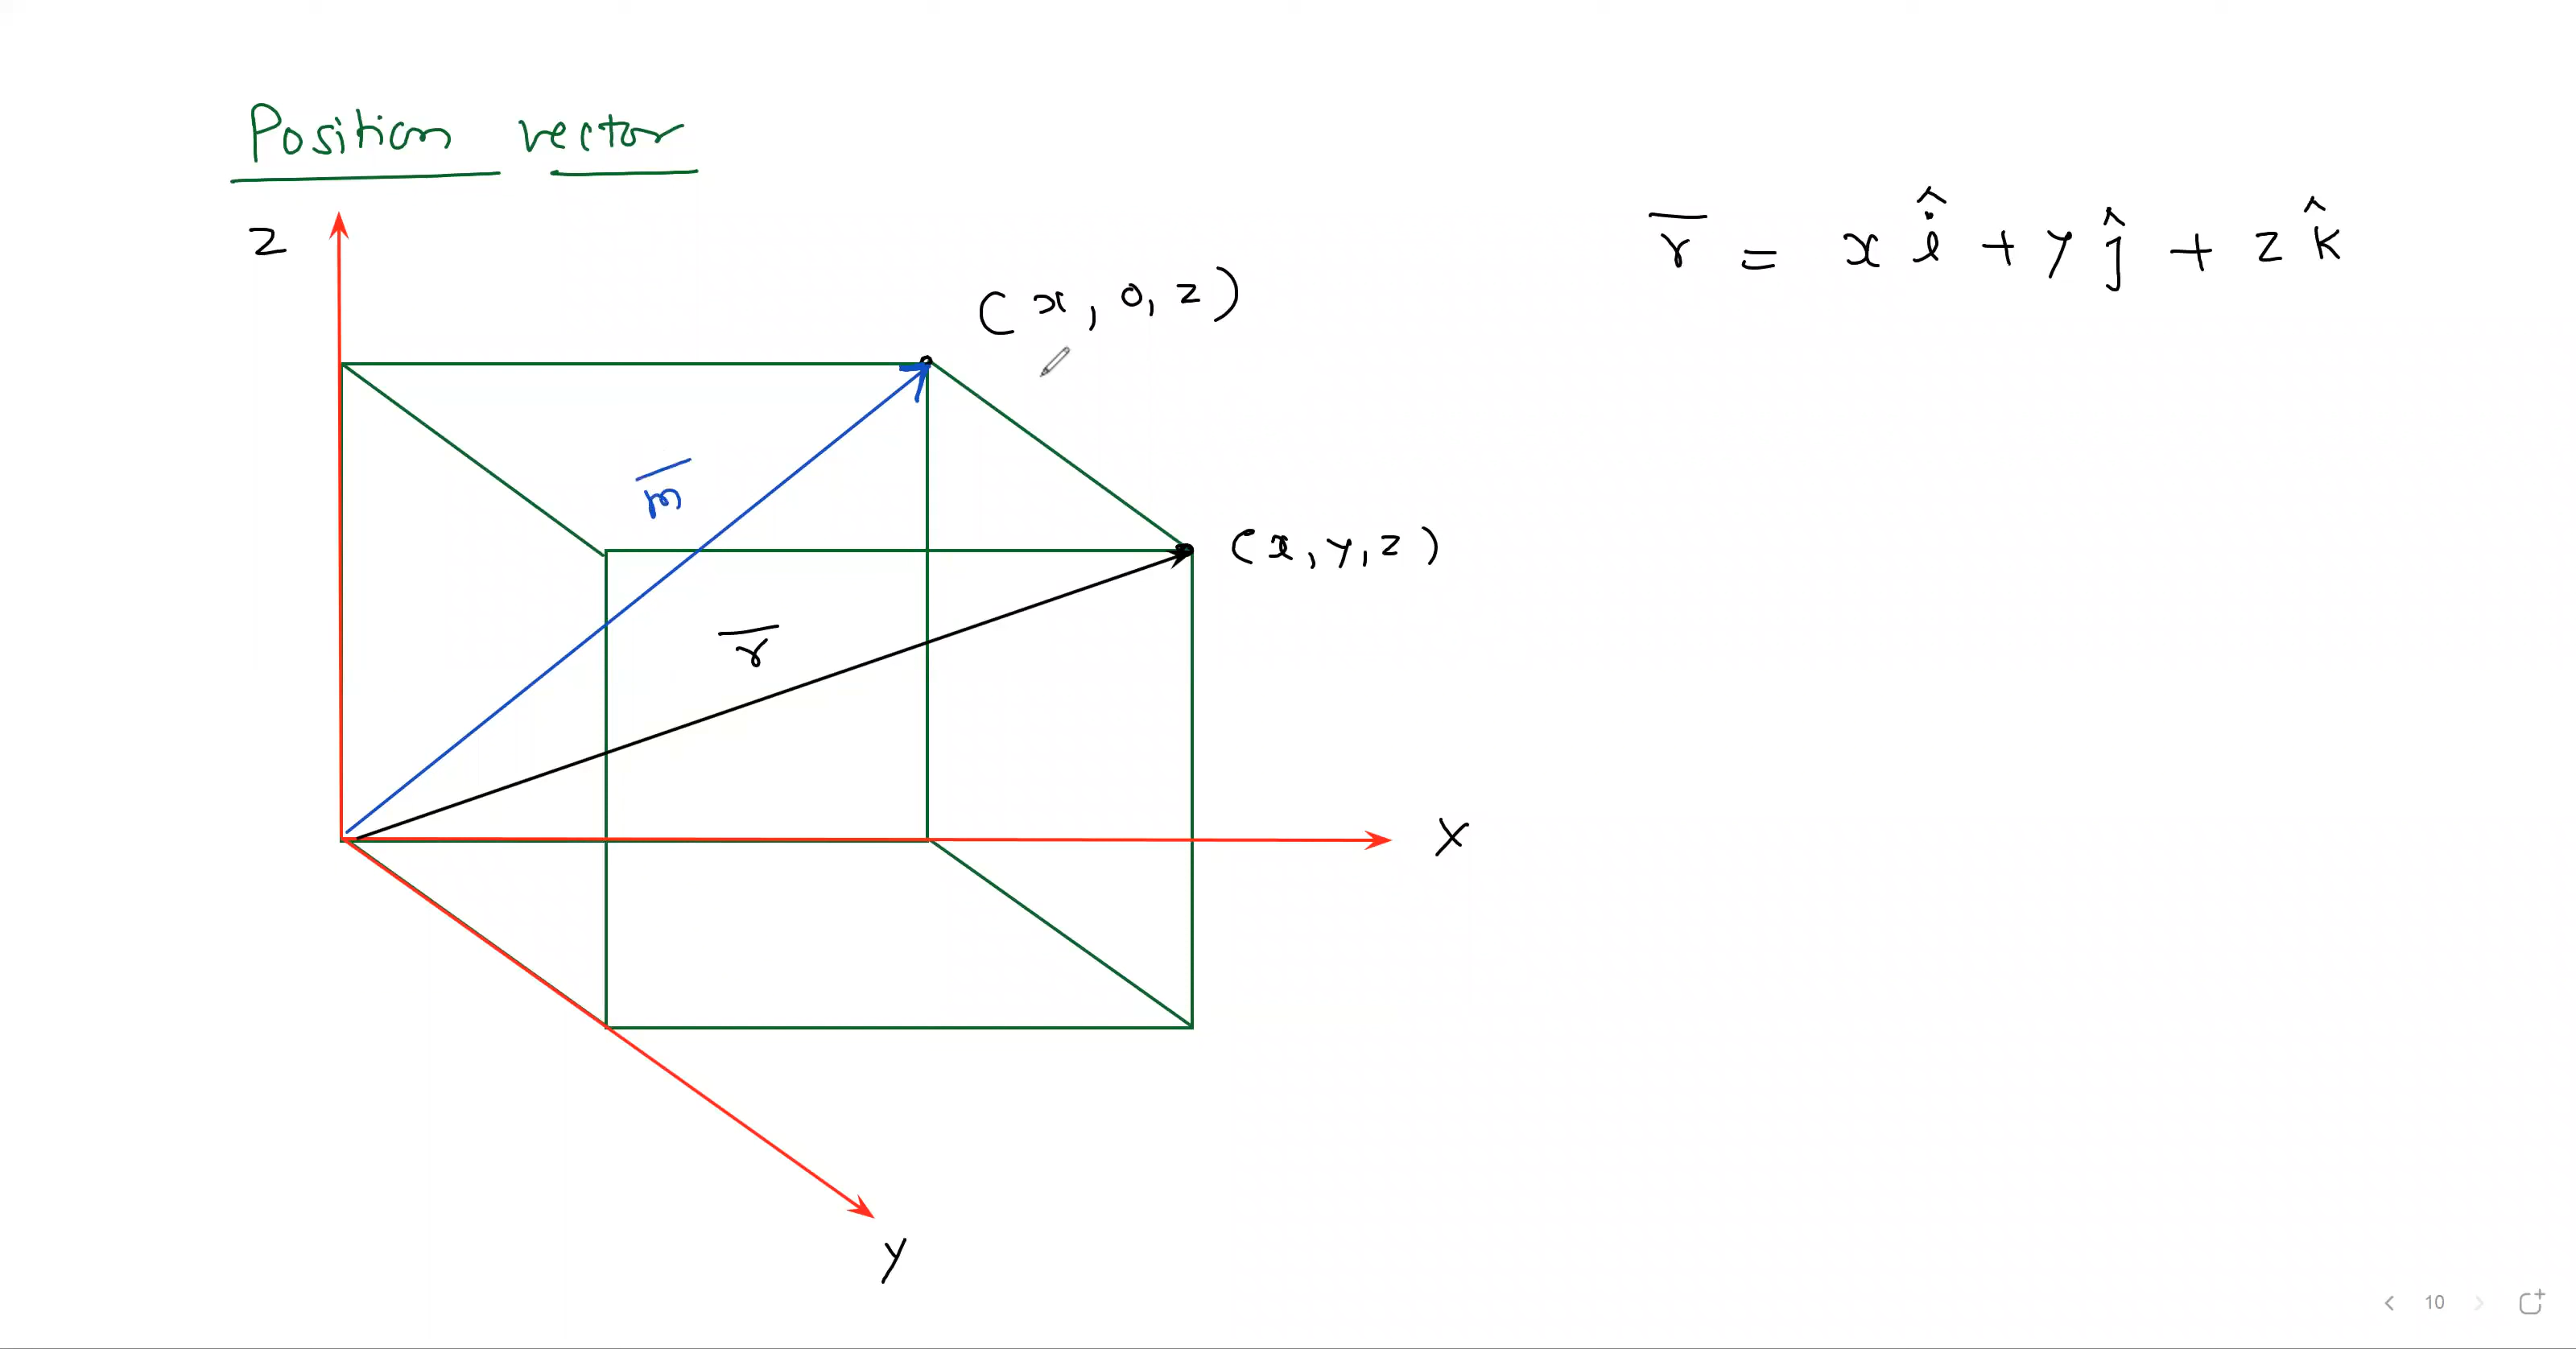 Position vector
Z
r̅ = x î + y ĵ + z k̂
(x, 0, z)
m̅
(x, y, z)
r̅
X
y
10